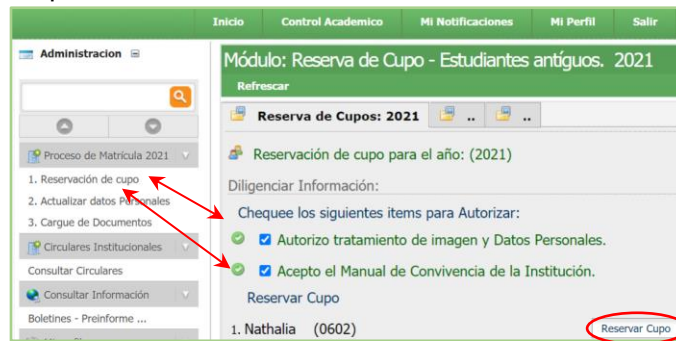 Inicio Control Academico Mi Notificaciones Mi Perfil Salir
Administracion
Proceso de Matrícula 2021
1. Reservación de cupo
2. Actualizar datos Personales
3. Cargue de Documentos
Circulares Institucionales
Consultar Circulares
Consultar Información
Boletines - Preinforme ...
Módulo: Reserva de Cupo - Estudiantes antíguos. 2021
Refrescar
Reserva de Cupos: 2021 .. ..
Reservación de cupo para el año: (2021)
Diligenciar Información:
Chequee los siguientes items para Autorizar:
Autorizo tratamiento de imagen y Datos Personales.
Acepto el Manual de Convivencia de la Institución.
Reservar Cupo
1. Nathalia (0602) Reservar Cupo